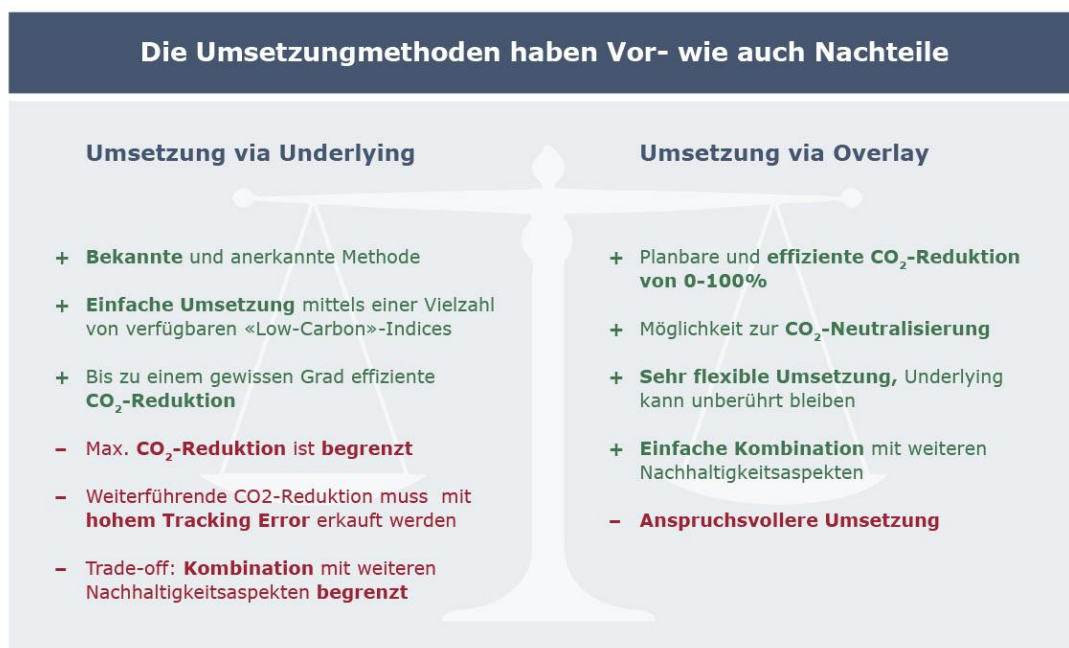 Die Umsetzungmethoden haben Vor- wie auch Nachteile
Umsetzung via Underlying
+ Bekannte und anerkannte Methode
+ Einfache Umsetzung mittels einer Vielzahl
von verfügbaren «Low-Carbon»-Indices
+ Bis zu einem gewissen Grad effiziente
CO₂-Reduktion
– Max. CO₂-Reduktion ist begrenzt
– Weiterführende CO2-Reduktion muss mit
hohem Tracking Error erkauft werden
– Trade-off: Kombination mit weiteren
Nachhaltigkeitsaspekten begrenzt
Umsetzung via Overlay
+ Planbare und effiziente CO₂-Reduktion
von 0-100%
+ Möglichkeit zur CO₂-Neutralisierung
+ Sehr flexible Umsetzung, Underlying
kann unberührt bleiben
+ Einfache Kombination mit weiteren
Nachhaltigkeitsaspekten
– Anspruchsvollere Umsetzung